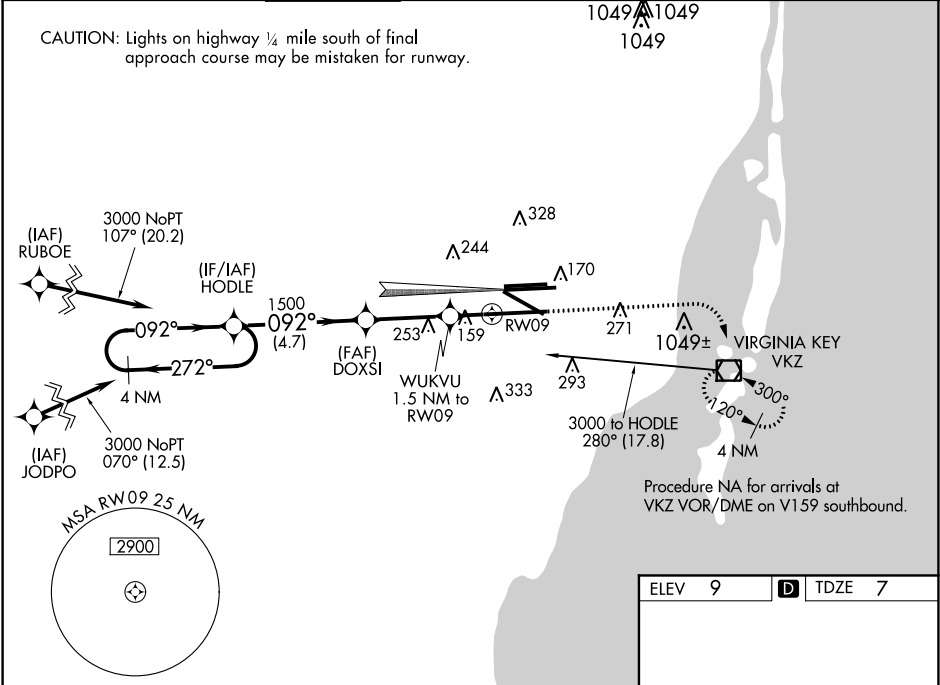 1049 1049
1049
CAUTION: Lights on highway ¼ mile south of final
approach course may be mistaken for runway.
328
3000 NoPT
107° (20.2)
(IAF)
RUBOE
244
(IF/IAF)
HODLE
170
1500
092°
092°
(4.7)
253
159
RW09
271
1049±
VIRGINIA KEY
VKZ
(FAF)
DOXSI
272°
4 NM
WUKVU
1.5 NM to
RW09
333
293
300°
120°
3000 to HODLE
280° (17.8)
4 NM
(IAF)
JODPO
3000 NoPT
070° (12.5)
Procedure NA for arrivals at
VKZ VOR/DME on V159 southbound.
MSA RW09 25 NM
2900
ELEV 9 D TDZE 7